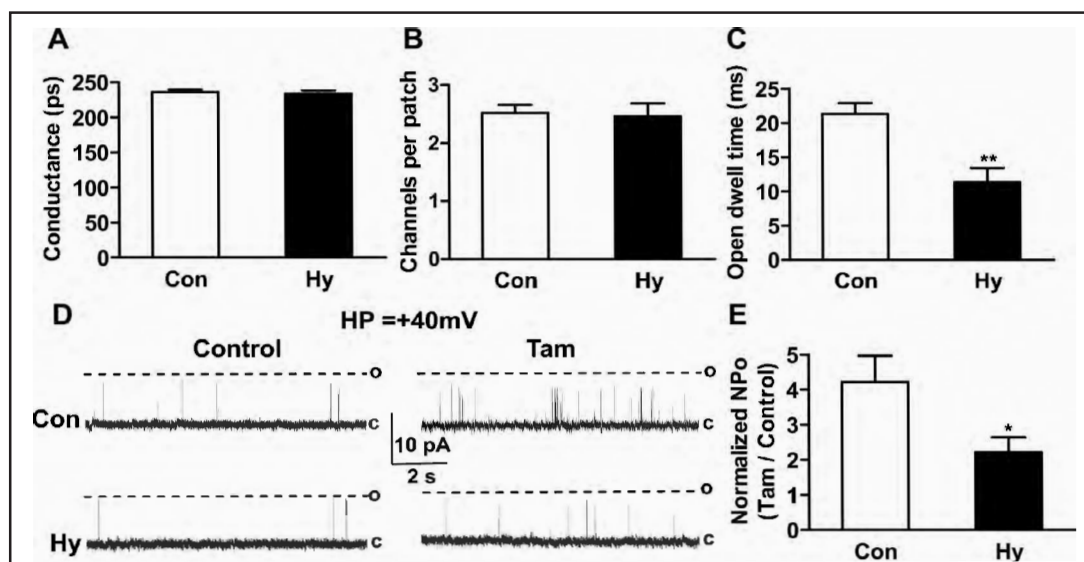 A
Conductance (ps)
250
200
150
100
50
0
Con Hy
B
Channels per patch
3
2
1
0
Con Hy
C
Open dwell time (ms)
25
20
15
10
5
0
**
Con Hy
D
HP =+40mV
Control Tam
Con
o
c
o
c
10 pA
2 s
Hy
o
c
o
c
E
Normalized NPo
(Tam / Control)
5
4
3
2
1
0
*
Con Hy